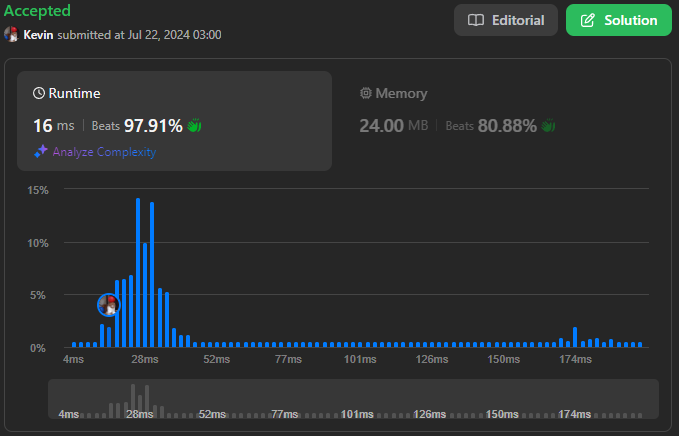 Accepted
Kevin submitted at Jul 22, 2024 03:00
Editorial
Solution
Runtime
16 ms | Beats 97.91%
Analyze Complexity
Memory
24.00 MB | Beats 80.88%
15%
10%
5%
0%
4ms 28ms 52ms 77ms 101ms 126ms 150ms 174ms
4ms 28ms 52ms 77ms 101ms 126ms 150ms 174ms